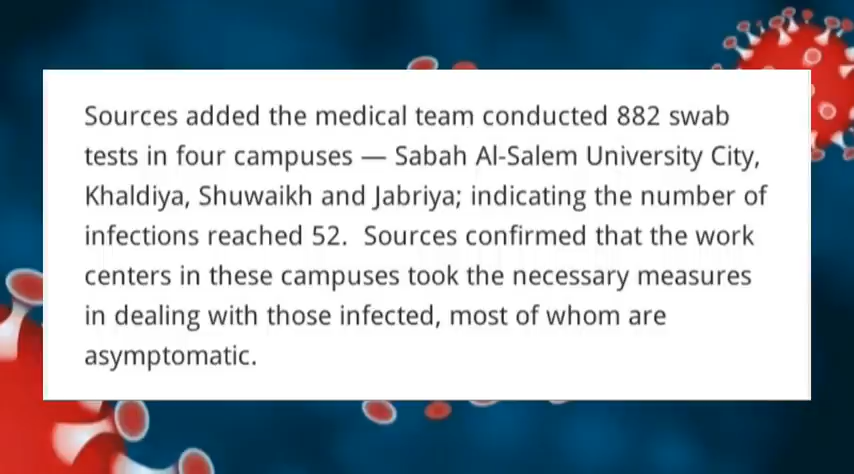 Sources added the medical team conducted 882 swab
tests in four campuses — Sabah Al-Salem University City,
Khaldiya, Shuwaikh and Jabriya; indicating the number of
infections reached 52.  Sources confirmed that the work
centers in these campuses took the necessary measures
in dealing with those infected, most of whom are
asymptomatic.